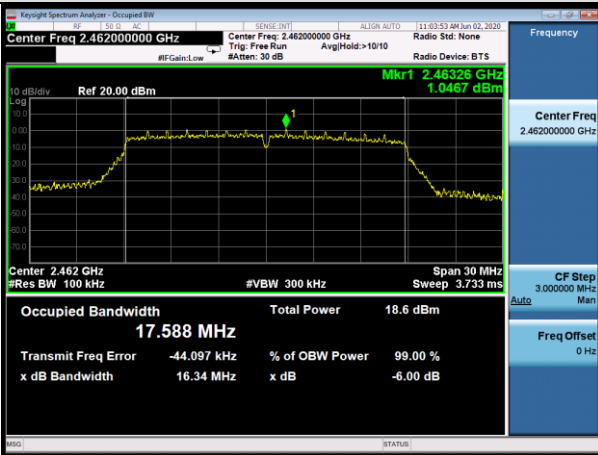 Keysight Spectrum Analyzer - Occupied BW
RF 50 Ω AC SENSE:INT ALIGN AUTO 11:03:53 AM Jun 02, 2020
Center Freq 2.462000000 GHz
Center Freq: 2.462000000 GHz
Radio Std: None
Trig: Free Run Avg|Hold:>10/10
#IFGain:Low #Atten: 30 dB Radio Device: BTS
Mkr1 2.46326 GHz
1.0467 dBm
10 dB/div Ref 20.00 dBm
Log
10.0
0.00
-10.0
-20.0
-30.0
-40.0
-50.0
-60.0
-70.0
1
Center 2.462 GHz Span 30 MHz
#Res BW 100 kHz #VBW 300 kHz Sweep 3.733 ms
Occupied Bandwidth Total Power 18.6 dBm
17.588 MHz
Transmit Freq Error -44.097 kHz % of OBW Power 99.00 %
x dB Bandwidth 16.34 MHz x dB -6.00 dB
Frequency
Center Freq
2.462000000 GHz
CF Step
3.000000 MHz
Auto Man
Freq Offset
0 Hz
MSG STATUS